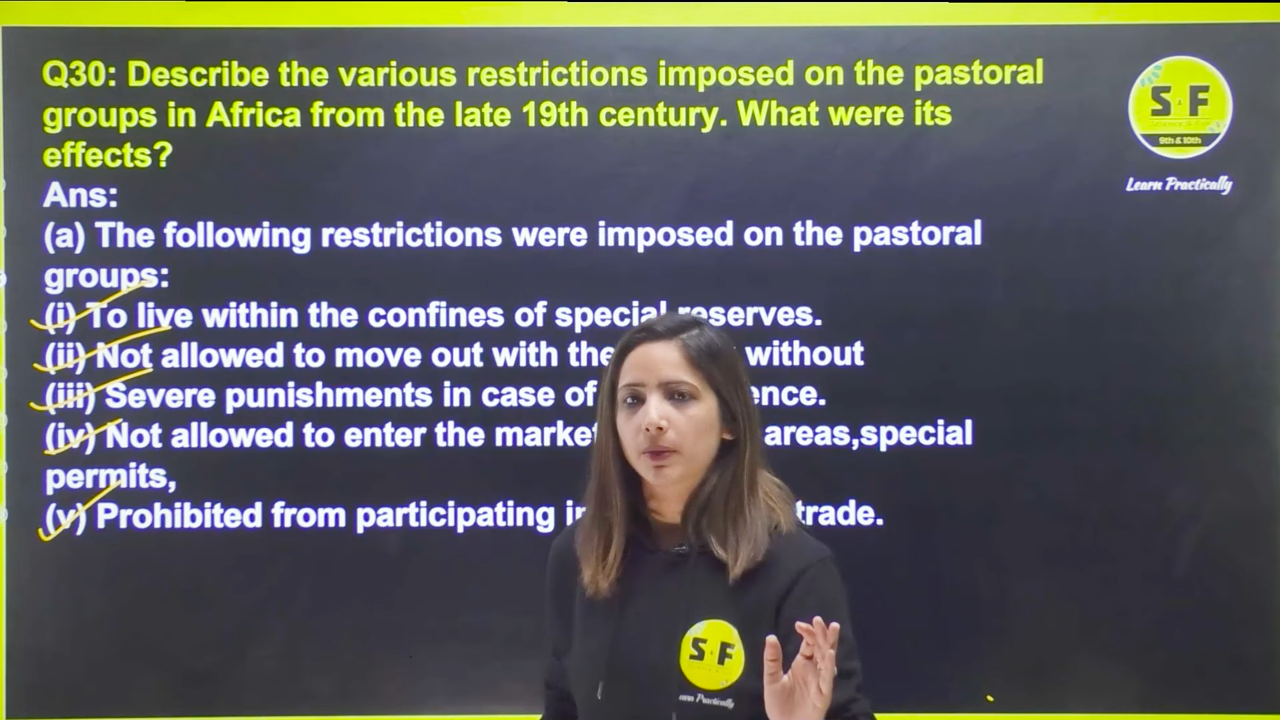 Q30: Describe the various restrictions imposed on the pastoral
groups in Africa from the late 19th century. What were its
effects?
Ans:
(a) The following restrictions were imposed on the pastoral
groups:
(i) To live within the confines of special reserves.
(ii) Not allowed to move out with the without
(iii) Severe punishments in case of
(iv) Not allowed to enter the areas,special
permits,
(v) Prohibited from participating trade.
S F
9th & 10th
Learn Practically
S F
Practically